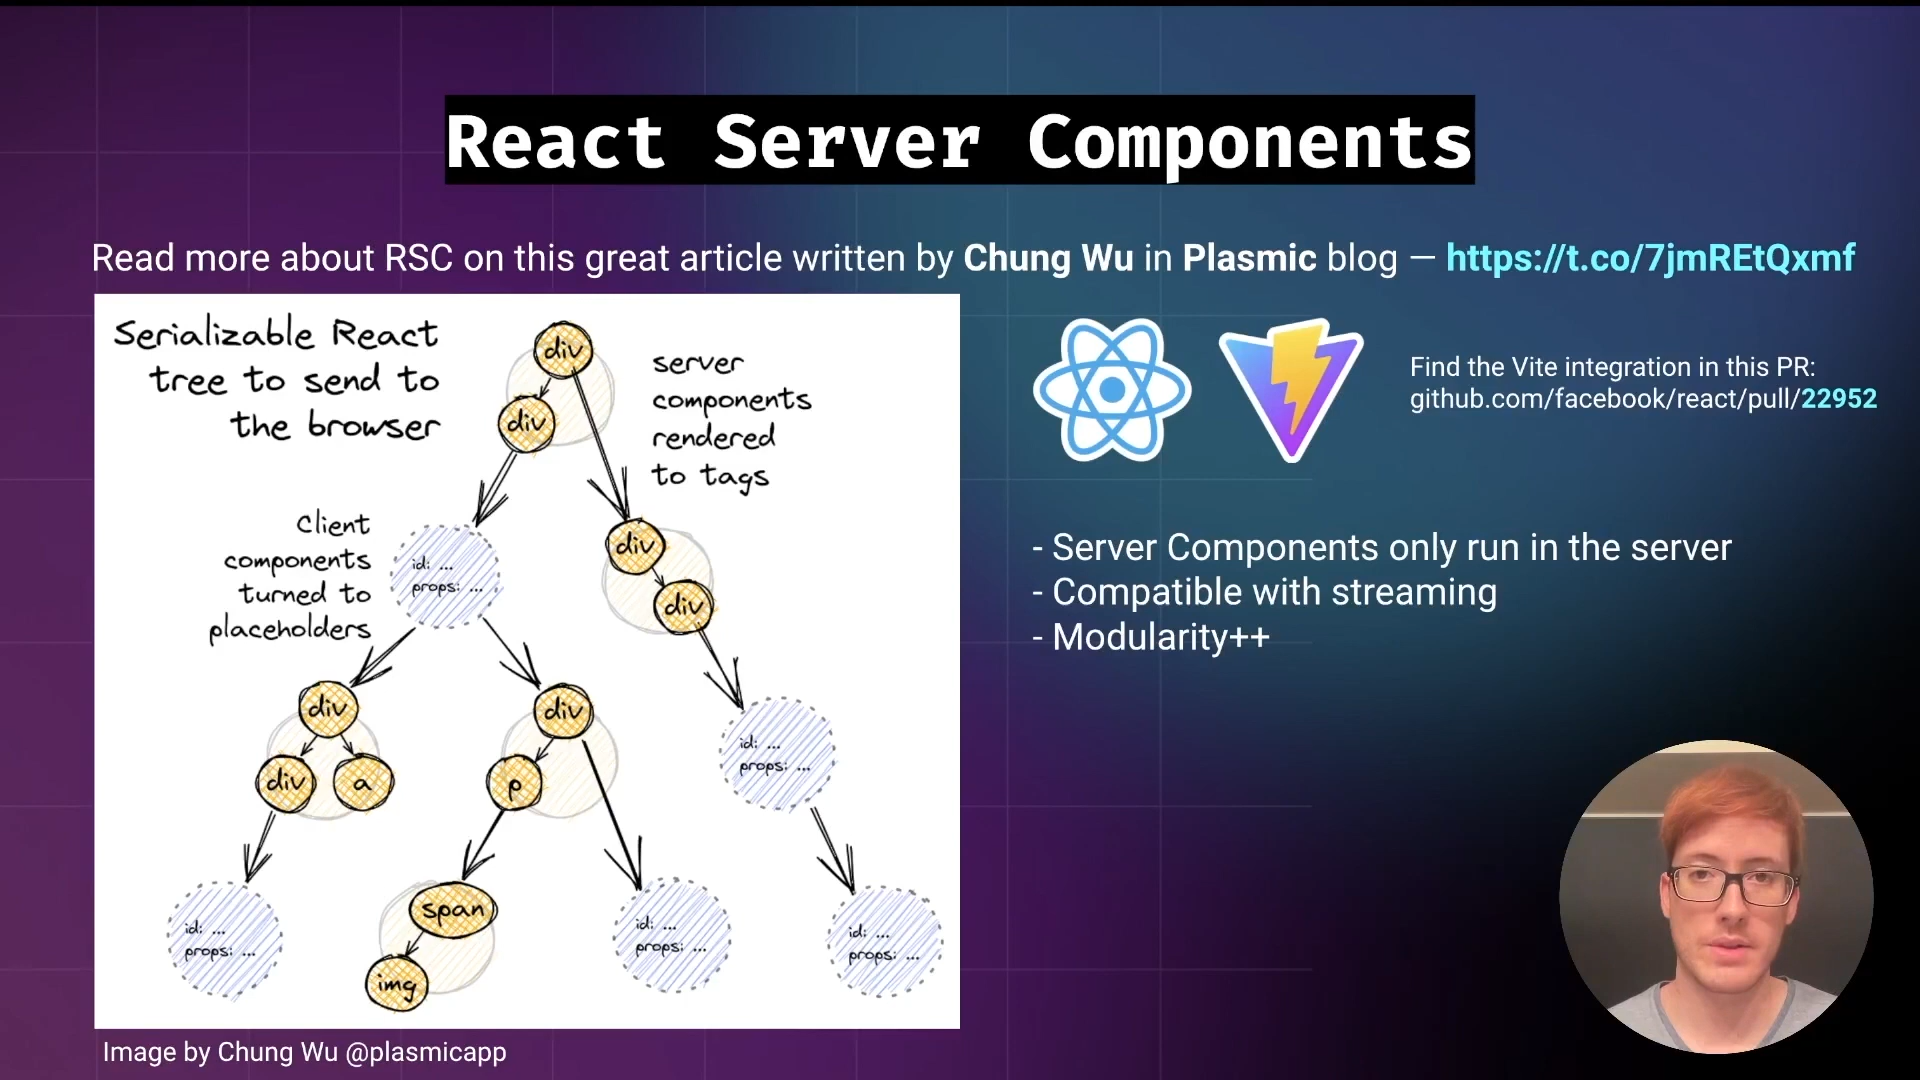 React Server Components
Read more about RSC on this great article written by Chung Wu in Plasmic blog — https://t.co/7jmREtQxmf
Serializable React
tree to send to
the browser
div
div
server
components
rendered
to tags
Client
components
turned to
placeholders
id: ...
props: ...
div
div
div
div
a
div
p
id: ...
props: ...
id: ...
props: ...
span
img
id: ...
props: ...
id: ...
props: ...
Image by Chung Wu @plasmicapp
Find the Vite integration in this PR:
github.com/facebook/react/pull/22952
- Server Components only run in the server
- Compatible with streaming
- Modularity++